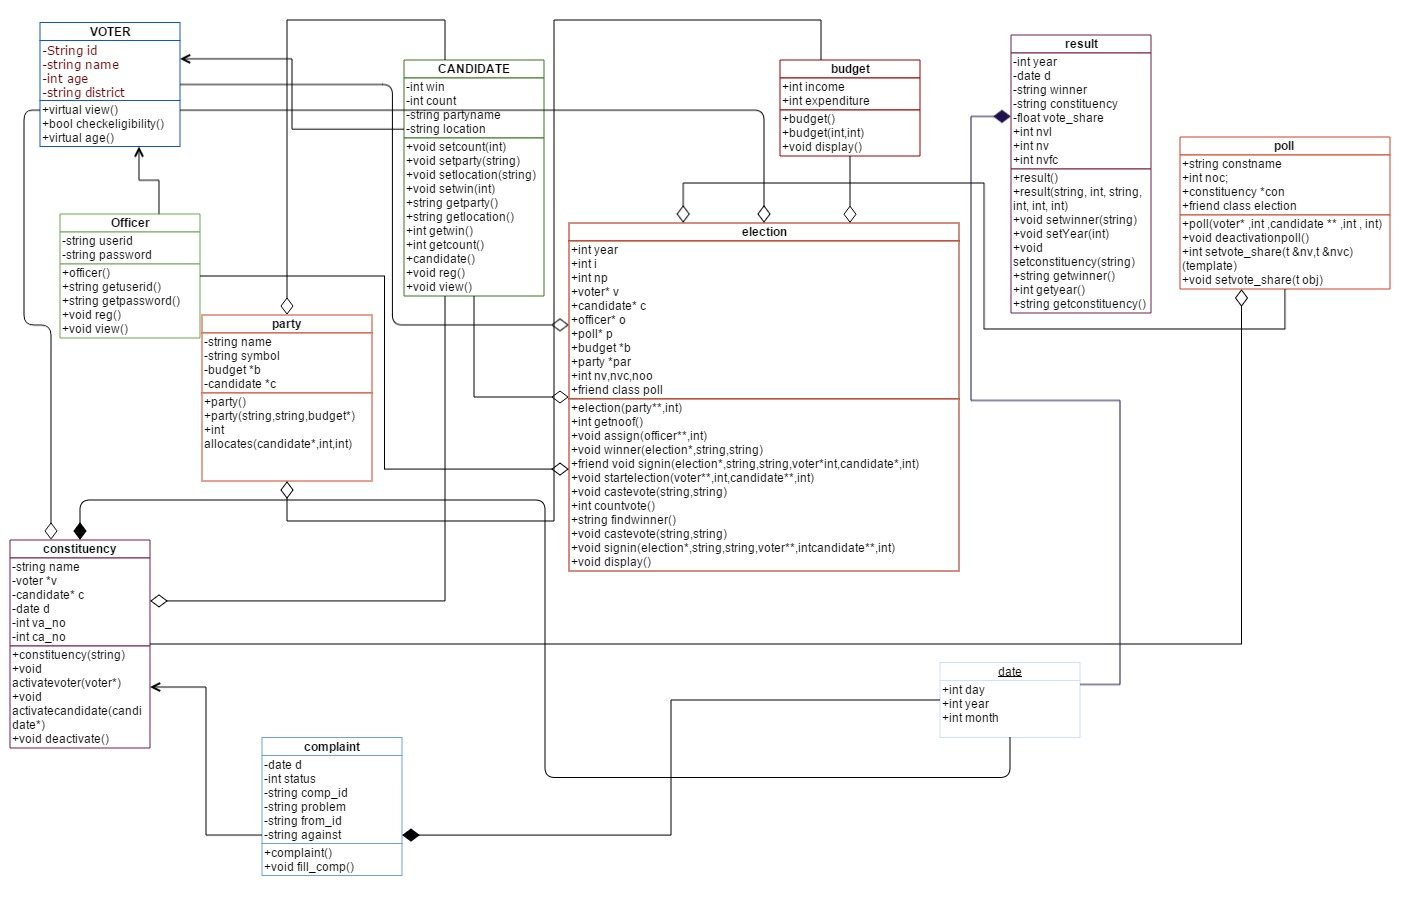 VOTER
-String id
-string name
-int age
-string district
+virtual view()
+bool checkeligibility()
+virtual age()
CANDIDATE
-int win
-int count
-string partyname
-string location
+void setcount(int)
+void setparty(string)
+void setlocation(string)
+void setwin(int)
+string getparty()
+string getlocation()
+int getwin()
+int getcount()
+candidate()
+void reg()
+void view()
budget
+int income
+int expenditure
+budget()
+budget(int,int)
+void display()
result
-int year
-date d
-string winner
-string constituency
-float vote_share
+int nvl
+int nv
+int nvfc
+result()
+result(string, int, string,
int, int, int)
+void setwinner(string)
+void setYear(int)
+void
setconstituency(string)
+string getwinner()
+int getyear()
+string getconstituency()
poll
+string constname
+int noc;
+constituency *con
+friend class election
+poll(voter* ,int ,candidate ** ,int , int)
+void deactivationpoll()
+int setvote_share(t &nv,t &nvc)
(template)
+void setvote_share(t obj)
Officer
-string userid
-string password
+officer()
+string getuserid()
+string getpassword()
+void reg()
+void view()
party
-string name
-string symbol
-budget *b
-candidate *c
+party()
+party(string,string,budget*)
+int
allocates(candidate*,int,int)
election
+int year
+int i
+int np
+voter* v
+candidate* c
+officer* o
+poll* p
+budget *b
+party *par
+int nv,nvc,noo
+friend class poll
+election(party**,int)
+int getnoof()
+void assign(officer**,int)
+void winner(election*,string,string)
+friend void signin(election*,string,string,voter*int,candidate*,int)
+void startelection(voter**,int,candidate**,int)
+void castevote(string,string)
+int countvote()
+string findwinner()
+void castevote(string,string)
+void signin(election*,string,string,voter**,intcandidate**,int)
+void display()
constituency
-string name
-voter *v
-candidate* c
-date d
-int va_no
-int ca_no
+constituency(string)
+void
activatevoter(voter*)
+void
activatecandidate(candi
date*)
+void deactivate()
date
+int day
+int year
+int month
complaint
-date d
-int status
-string comp_id
-string problem
-string from_id
-string against
+complaint()
+void fill_comp()